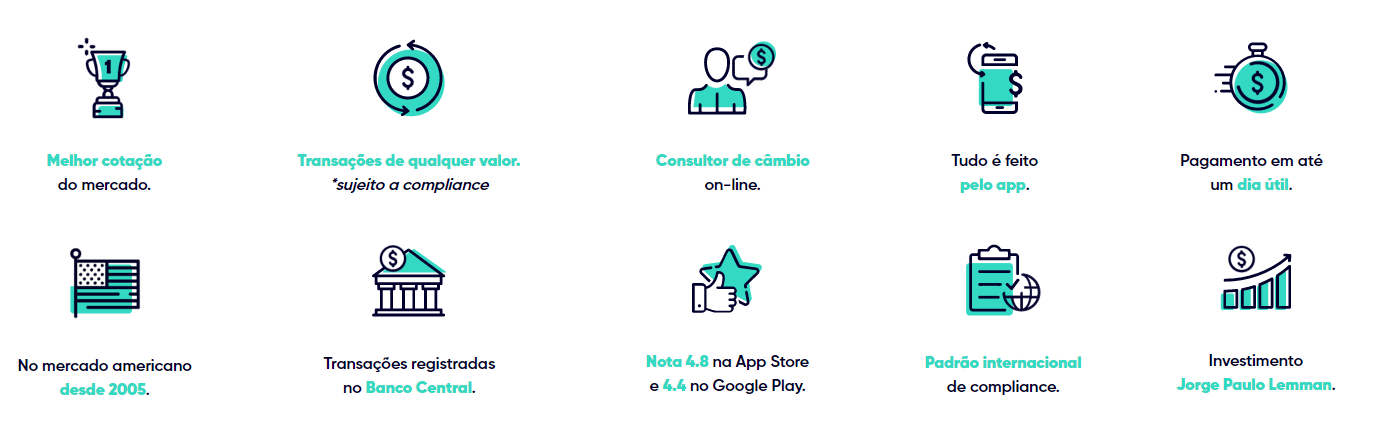 1
$
$
$
$
Melhor cotação
do mercado.
Transações de qualquer valor.
*sujeito a compliance
Consultor de câmbio
on-line.
Tudo é feito
pelo app.
Pagamento em até
um dia útil.
$
$
No mercado americano
desde 2005.
Transações registradas
no Banco Central.
Nota 4.8 na App Store
e 4.4 no Google Play.
Padrão internacional
de compliance.
Investimento
Jorge Paulo Lemman.